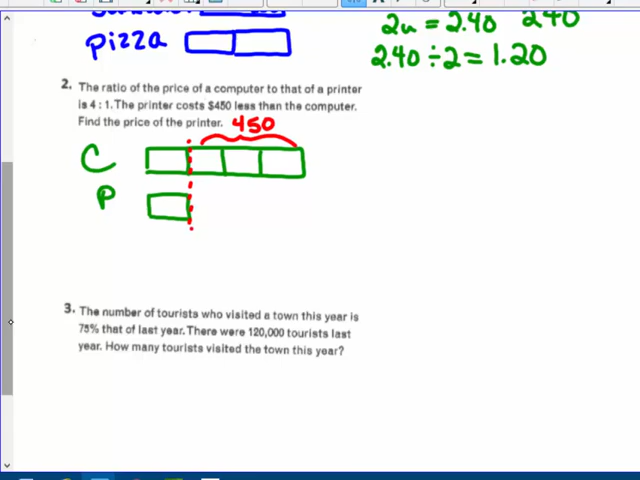 2u = 2.40   240
pizza
2.40 ÷ 2 = 1.20
2. The ratio of the price of a computer to that of a printer
is 4 : 1. The printer costs $450 less than the computer.
Find the price of the printer.
450
C
P
3. The number of tourists who visited a town this year is
75% that of last year. There were 120,000 tourists last
year. How many tourists visited the town this year?